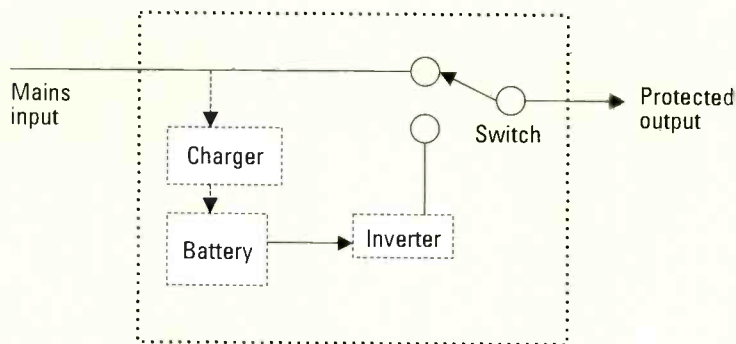 Mains
input
Charger
Battery
Inverter
Switch
Protected
output